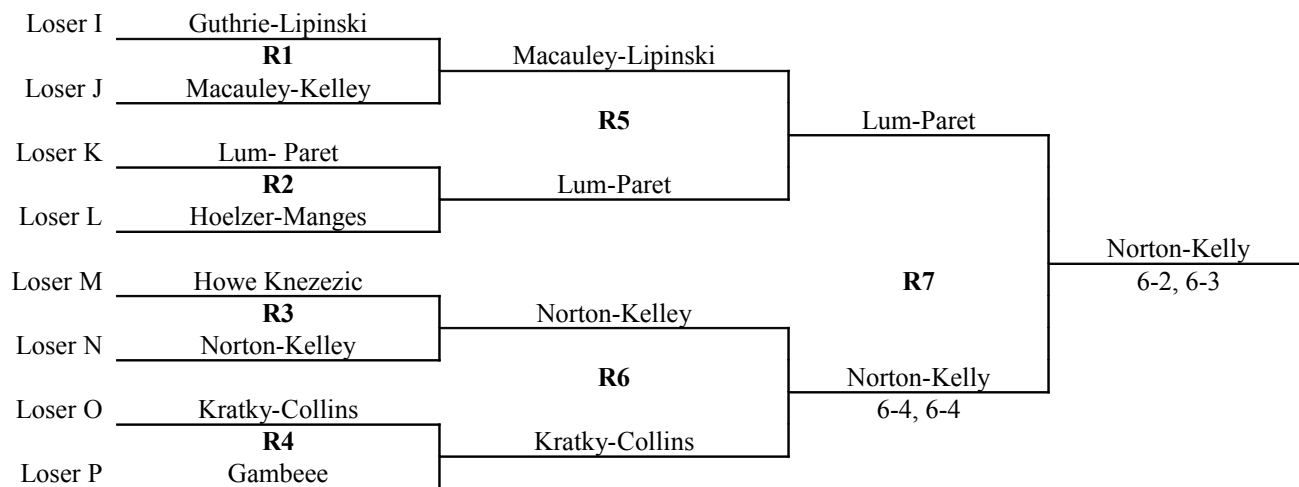 Loser I Guthrie-Lipinski
R1 Macauley-Lipinski
Loser J Macauley-Kelley
R5 Lum-Paret
Loser K Lum- Paret
R2 Lum-Paret
Loser L Hoelzer-Manges
Norton-Kelly
Loser M Howe Knezezic R7 6-2, 6-3
R3 Norton-Kelley
Loser N Norton-Kelley
R6 Norton-Kelly
Loser O Kratky-Collins 6-4, 6-4
R4 Kratky-Collins
Loser P Gambeee